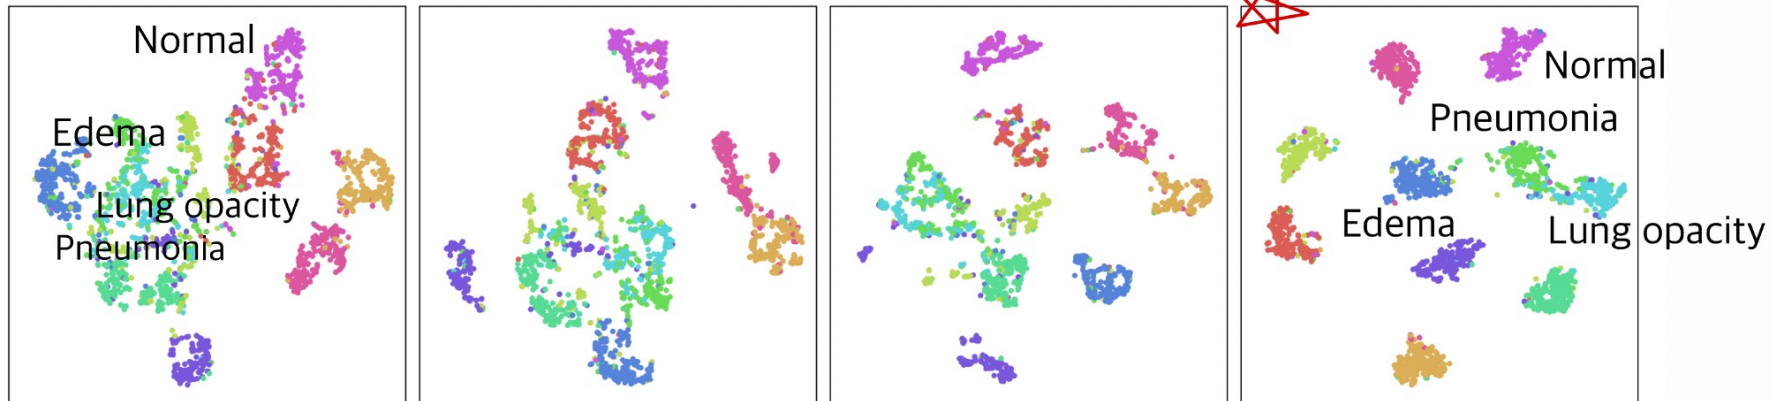 Normal
Edema
Lung opacity
Pneumonia
Normal
Pneumonia
Edema
Lung opacity